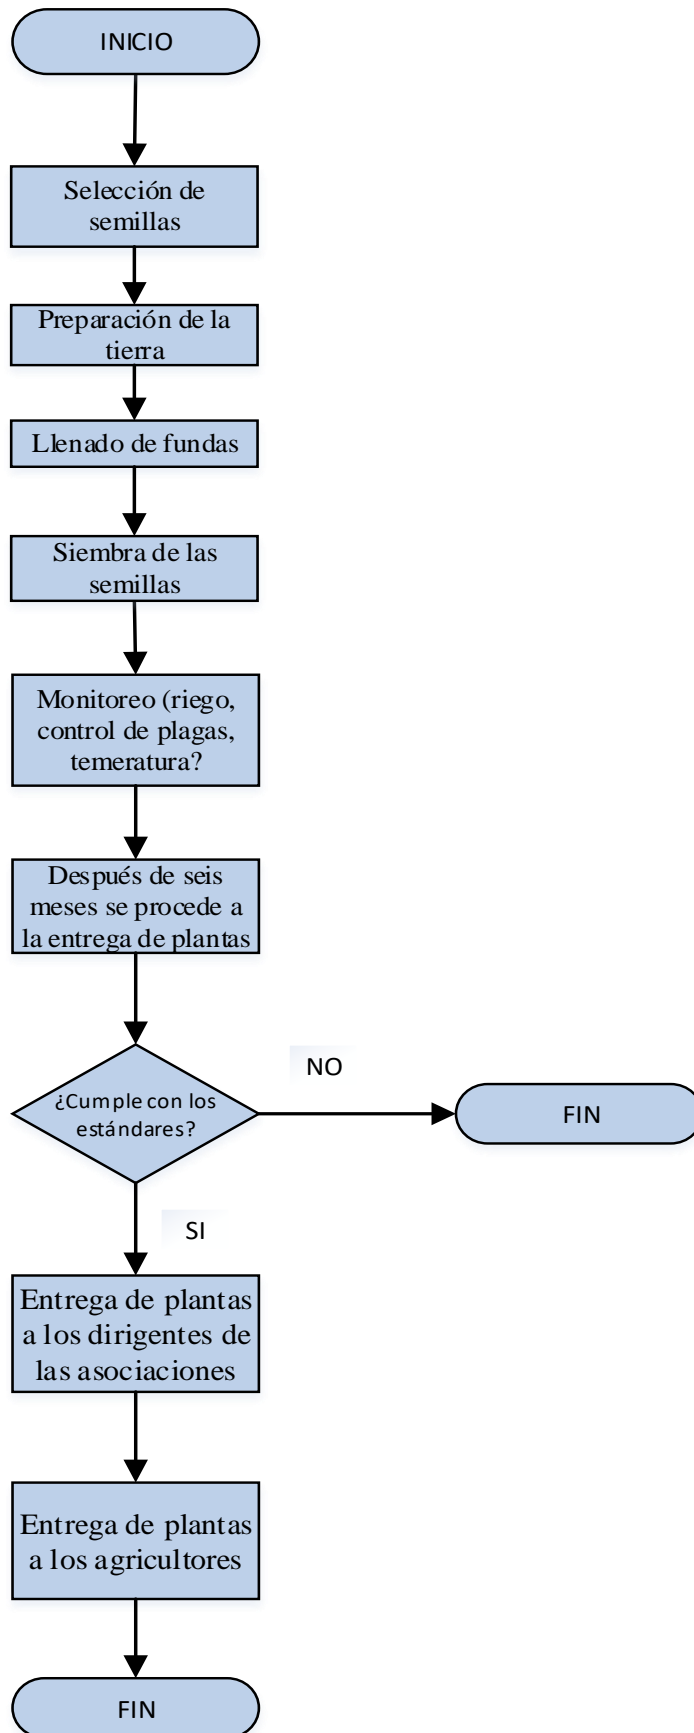 INICIO
Selección de
semillas
Preparación de la
tierra
Llenado de fundas
Siembra de las
semillas
Monitoreo (riego,
control de plagas,
temeratura?
Después de seis
meses se procede a
la entrega de plantas
¿Cumple con los
estándares?
NO
FIN
SI
Entrega de plantas
a los dirigentes de
las asociaciones
Entrega de plantas
a los agricultores
FIN